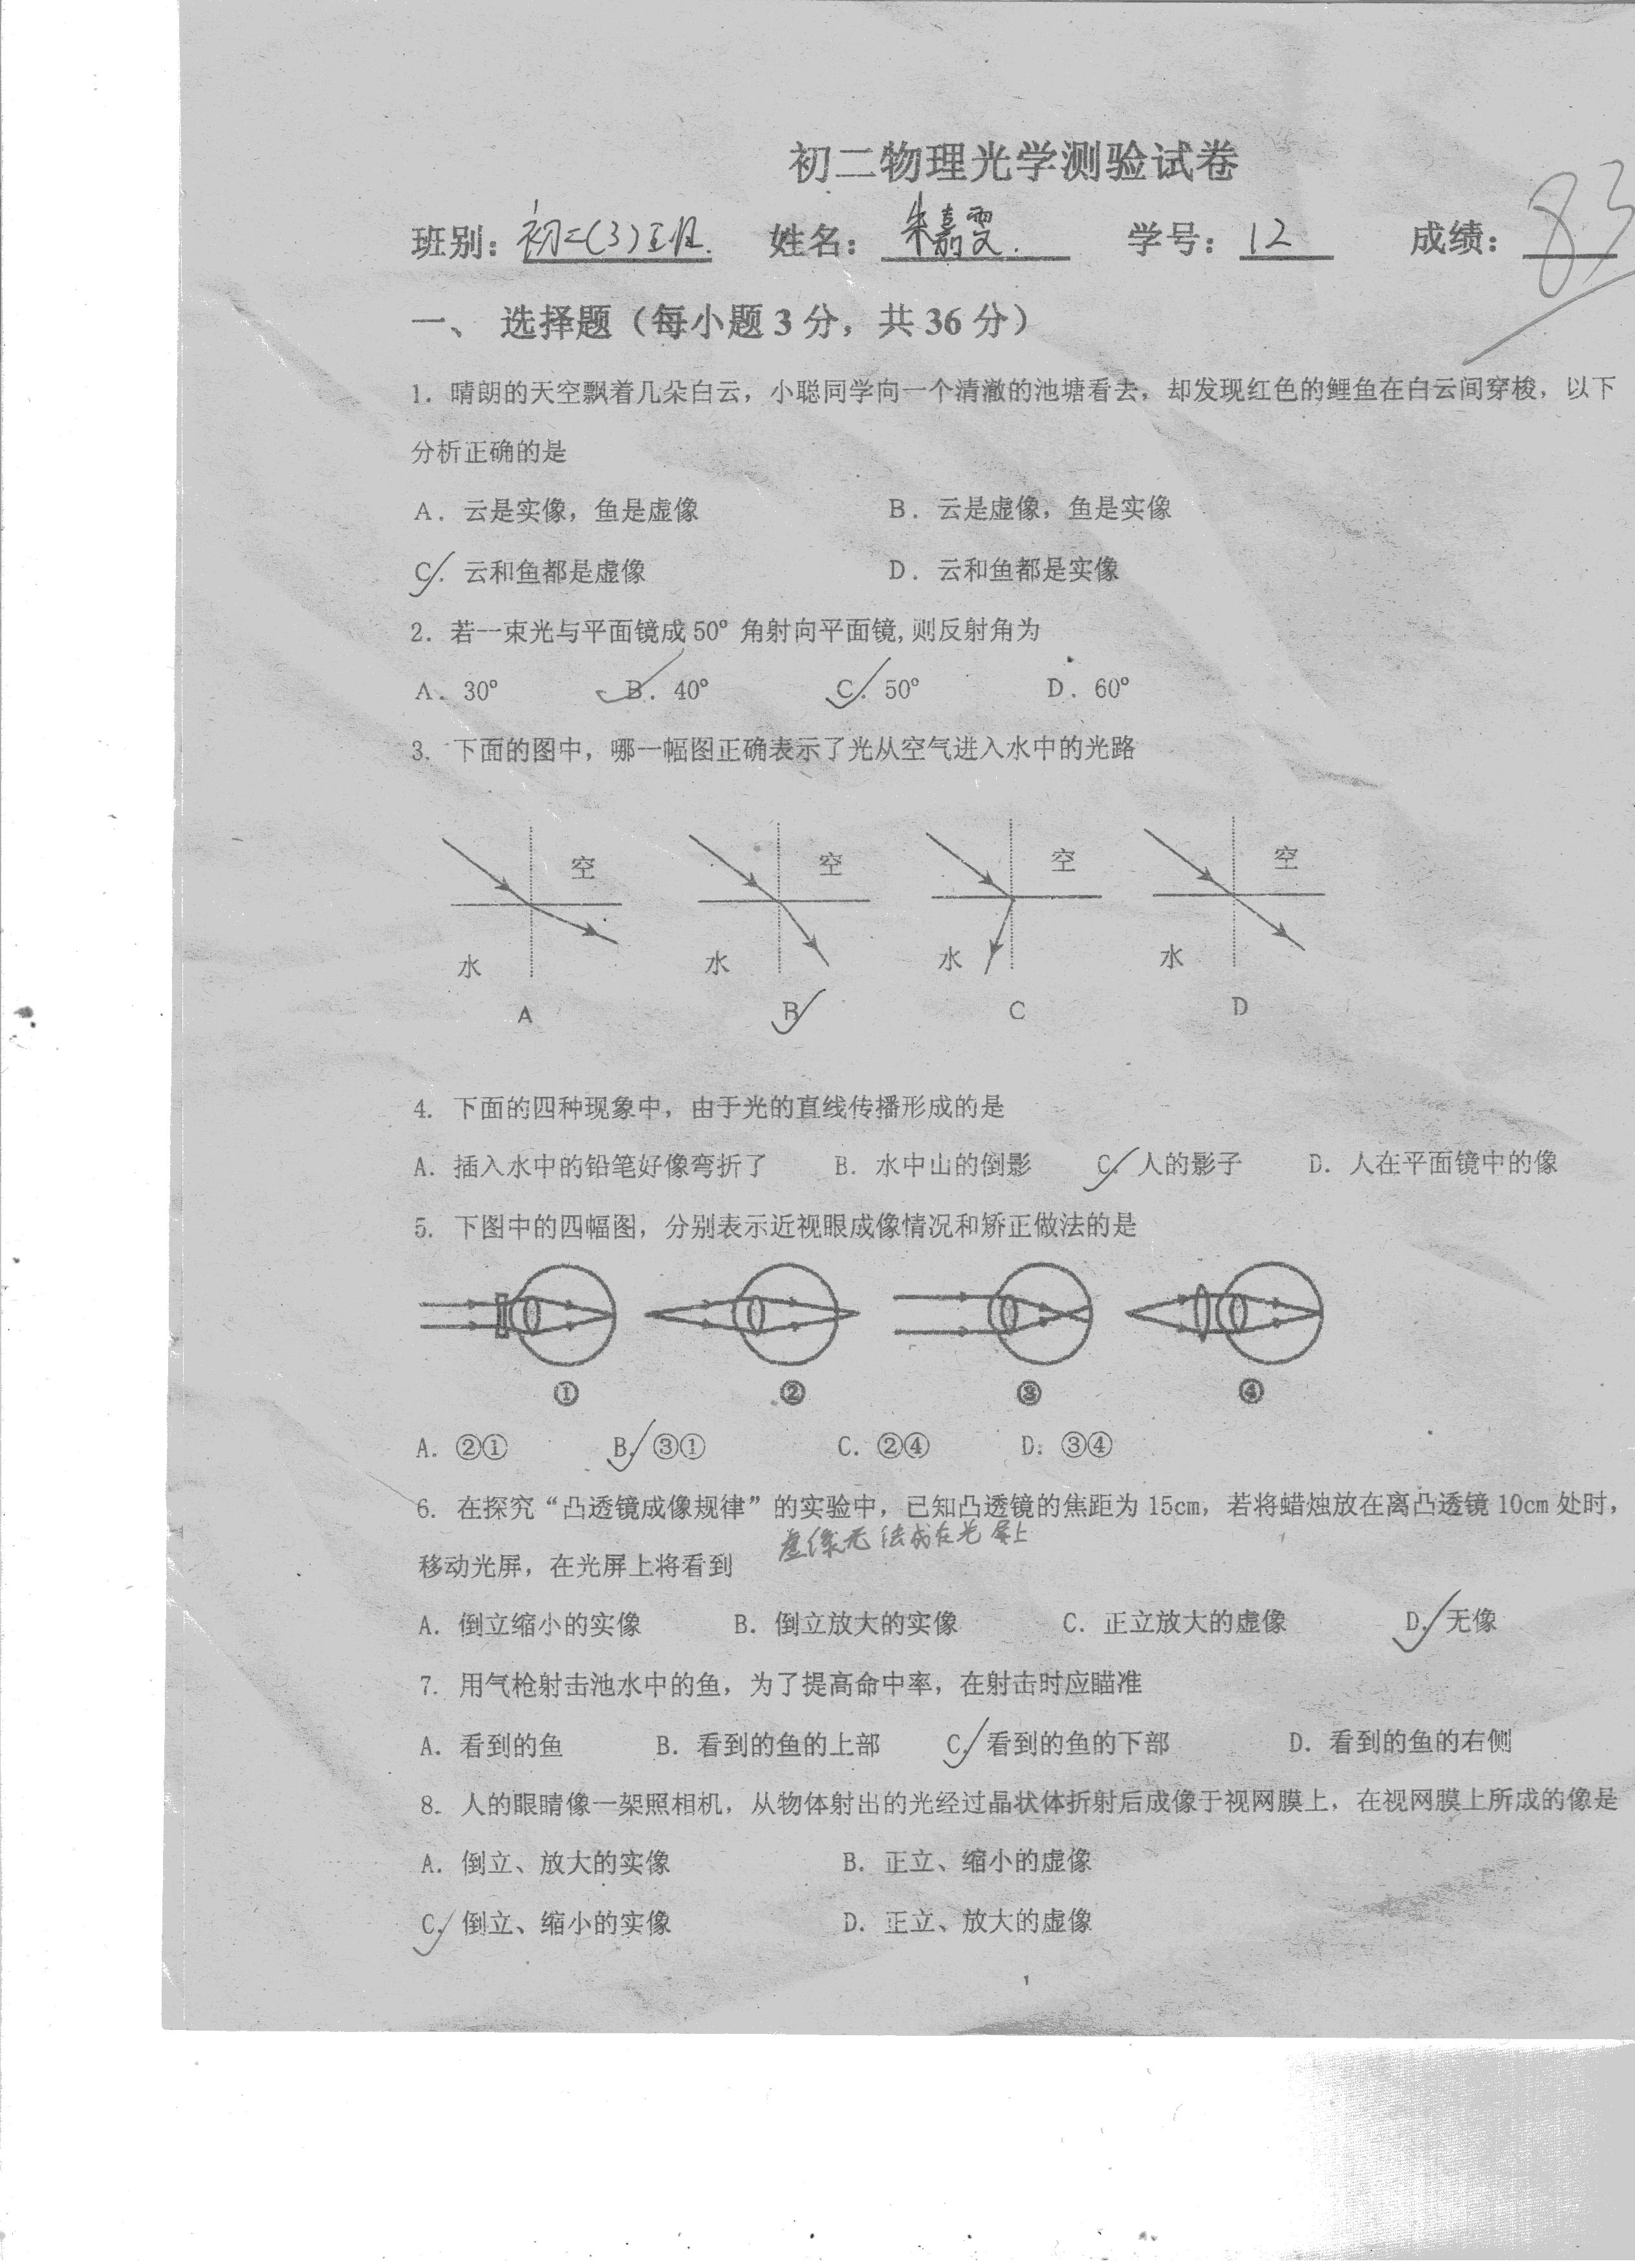 初二物理光学测验试卷
班别：初二(3)班. 姓名：朱嘉雯. 学号：12 成绩：83
一、 选择题（每小题3分，共36分）
1. 晴朗的天空飘着几朵白云，小聪同学向一个清澈的池塘看去，却发现红色的鲤鱼在白云间穿梭，以下
分析正确的是
A. 云是实像，鱼是虚像 B. 云是虚像，鱼是实像
C. 云和鱼都是虚像 D. 云和鱼都是实像
2. 若一束光与平面镜成50° 角射向平面镜,则反射角为
A. 30° B. 40° C. 50° D. 60°
3. 下面的图中，哪一幅图正确表示了光从空气进入水中的光路
空 空 空 空
水 水 水 水
A B C D
4. 下面的四种现象中，由于光的直线传播形成的是
A. 插入水中的铅笔好像弯折了 B. 水中山的倒影 C. 人的影子 D. 人在平面镜中的像
5. 下图中的四幅图，分别表示近视眼成像情况和矫正做法的是
① ② ③ ④
A. ②① B. ③① C. ②④ D. ③④
6. 在探究“凸透镜成像规律”的实验中，已知凸透镜的焦距为15cm，若将蜡烛放在离凸透镜10cm处时，
虚像无法成在光屏上
移动光屏，在光屏上将看到
A. 倒立缩小的实像 B. 倒立放大的实像 C. 正立放大的虚像 D. 无像
7. 用气枪射击池水中的鱼，为了提高命中率，在射击时应瞄准
A. 看到的鱼 B. 看到的鱼的上部 C. 看到的鱼的下部 D. 看到的鱼的右侧
8. 人的眼睛像一架照相机，从物体射出的光经过晶状体折射后成像于视网膜上，在视网膜上所成的像是
A. 倒立、放大的实像 B. 正立、缩小的虚像
C. 倒立、缩小的实像 D. 正立、放大的虚像
1